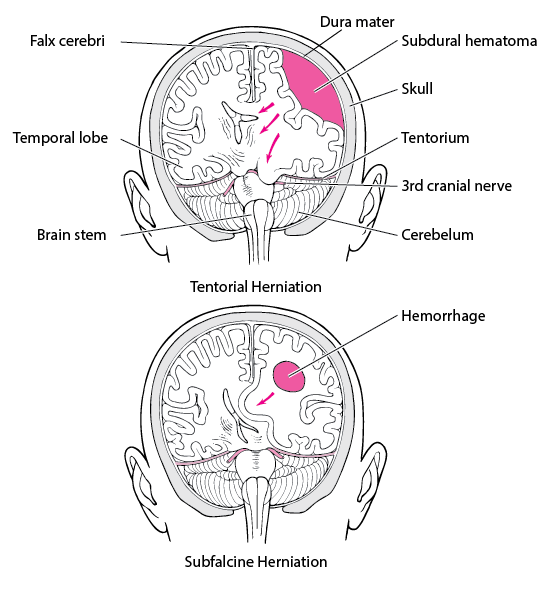 Dura mater
Falx cerebri
Subdural hematoma
Skull
Temporal lobe
Tentorium
3rd cranial nerve
Brain stem
Cerebelum
Tentorial Herniation
Hemorrhage
Subfalcine Herniation